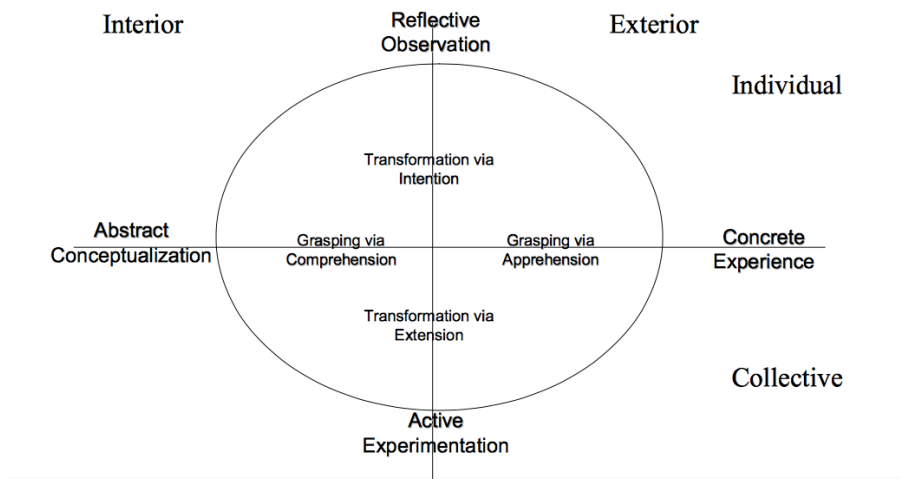 Interior
Reflective
Observation
Exterior
Individual
Transformation via
Intention
Abstract
Conceptualization
Grasping via
Comprehension
Grasping via
Apprehension
Concrete
Experience
Transformation via
Extension
Collective
Active
Experimentation